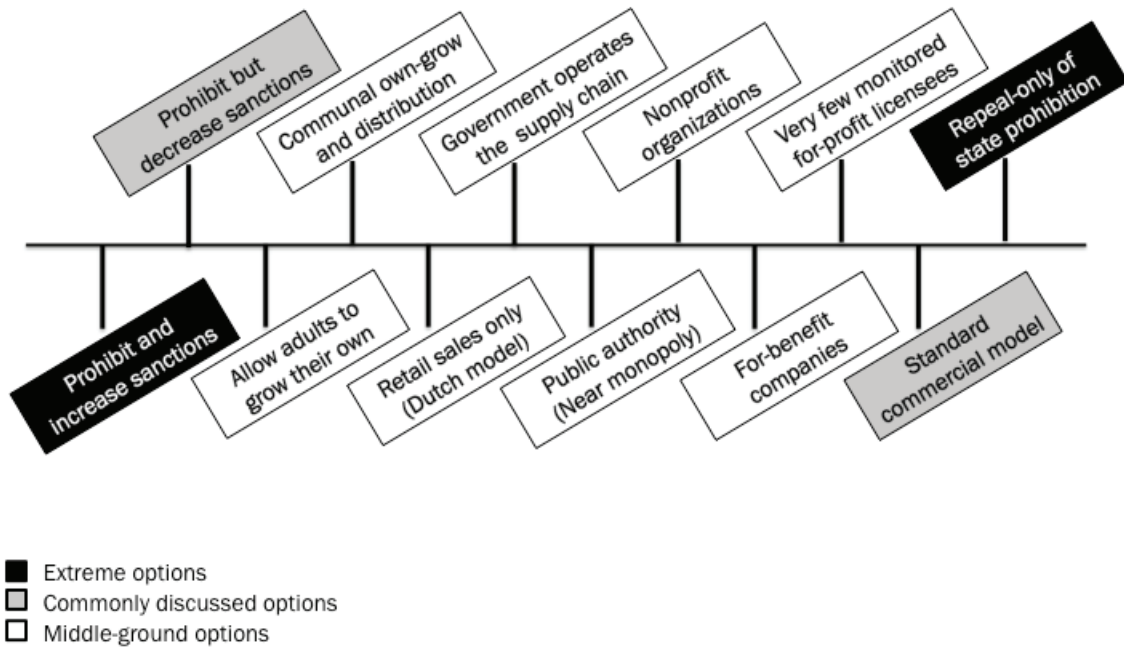 Prohibit but
decrease sanctions
Communal own-grow
and distribution
Government operates
the supply chain
Nonprofit
organizations
Very few monitored
for-profit licensees
Repeal-only of
state prohibition
Prohibit and
increase sanctions
Allow adults to
grow their own
Retail sales only
(Dutch model)
Public authority
(Near monopoly)
For-benefit
companies
Standard
commercial model
Extreme options
Commonly discussed options
Middle-ground options